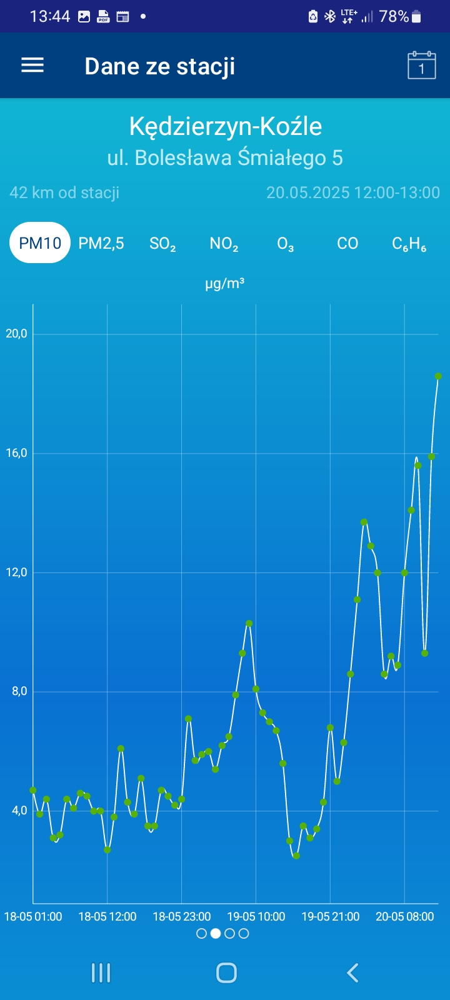 13:44 PDF LTE+ 78%
Dane ze stacji 1
Kędzierzyn-Koźle
ul. Bolesława Śmiałego 5
42 km od stacji 20.05.2025 12:00-13:00
PM10 PM2,5 SO₂ NO₂ O₃ CO C₆H₆
µg/m³
20,0
16,0
12,0
8,0
4,0
18-05 01:00 18-05 12:00 18-05 23:00 19-05 10:00 19-05 21:00 20-05 08:00